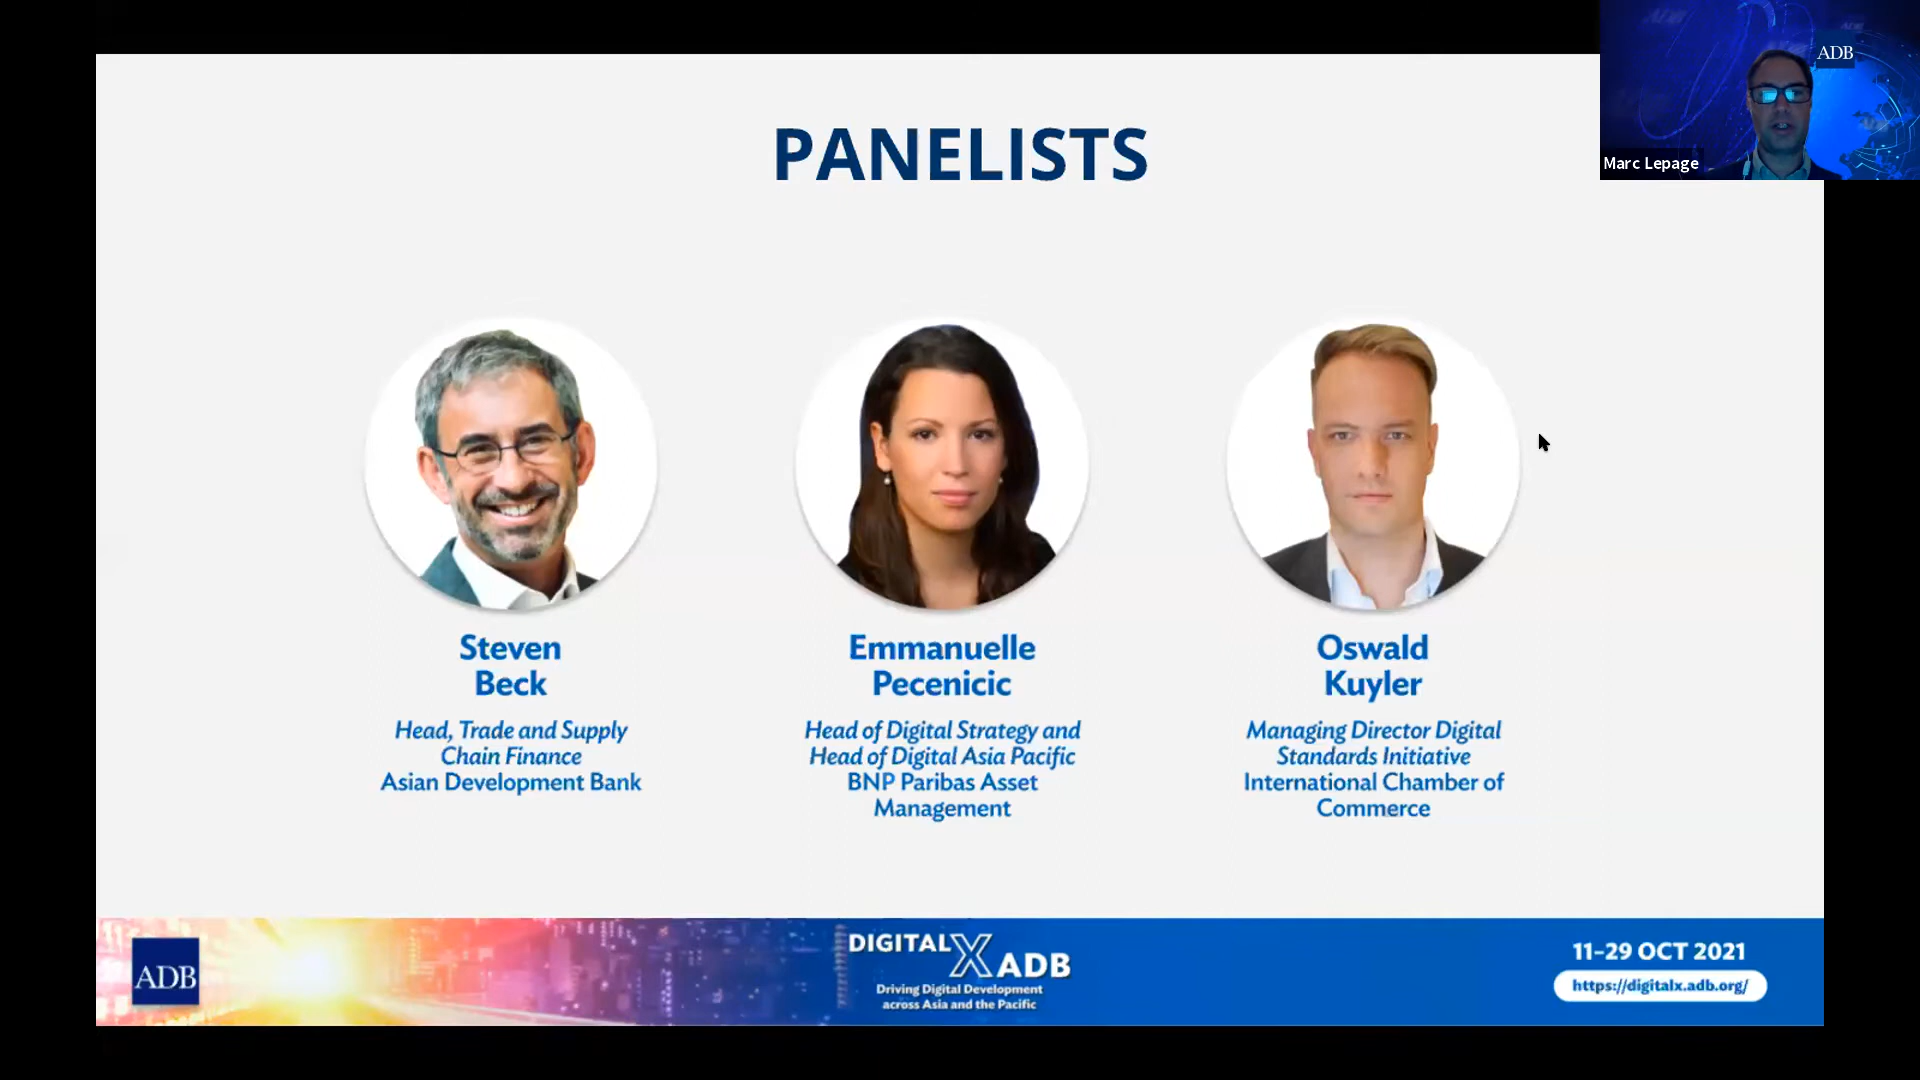 PANELISTS
ADB
Marc Lepage
Steven
Beck
Head, Trade and Supply
Chain Finance
Asian Development Bank
Emmanuelle
Pecenicic
Head of Digital Strategy and
Head of Digital Asia Pacific
BNP Paribas Asset
Management
Oswald
Kuyler
Managing Director Digital
Standards Initiative
International Chamber of
Commerce
ADB
DIGITAL X ADB
Driving Digital Development
across Asia and the Pacific
11–29 OCT 2021
https://digitalx.adb.org/